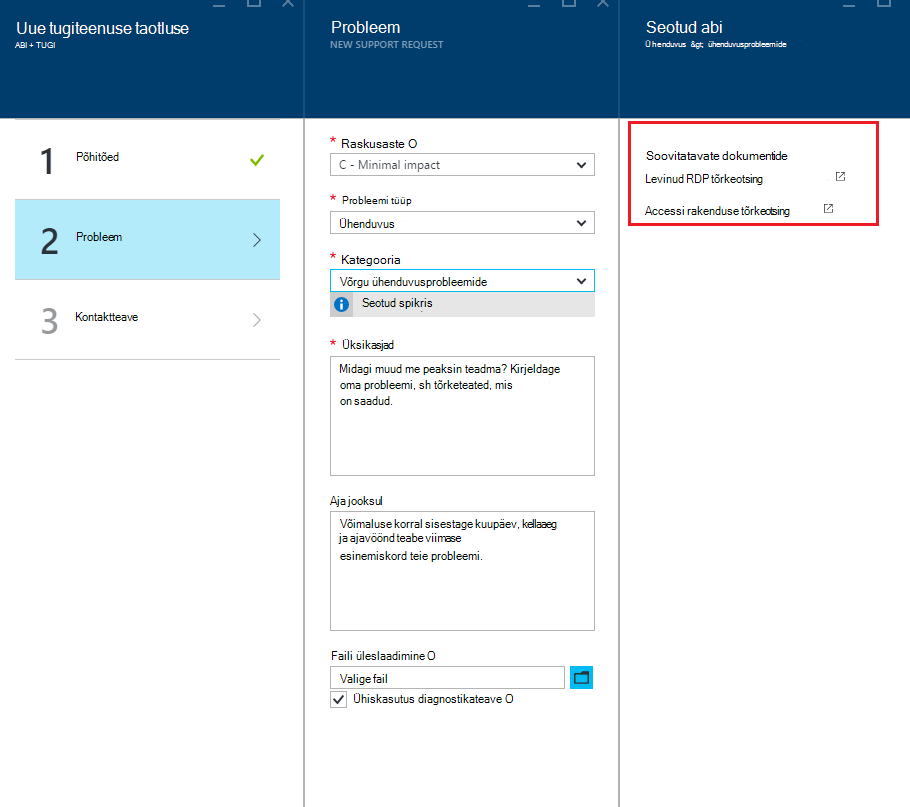 Uue tugiteenuse taotluse
ABI + TUGI
1
Põhitõed
2
Probleem
3
Kontaktteave
Probleem
NEW SUPPORT REQUEST
* Raskusaste O
C - Minimal impact
* Probleemi tüüp
Ühenduvus
* Kategooria
Võrgu ühenduvusprobleemide
Seotud spikris
* Üksikasjad
Midagi muud me peaksin teadma? Kirjeldage
oma probleemi, sh tõrketeated, mis
on saadud.
Aja jooksul
Võimaluse korral sisestage kuupäev, kellaaeg
ja ajavöönd teabe viimase
esinemiskord teie probleemi.
Faili üleslaadimine O
Valige fail
Ühiskasutus diagnostikateave O
Seotud abi
Ühenduvus &gt; ühenduvusprobleemide
Soovitatavate dokumentide
Levinud RDP tõrkeotsing
Accessi rakenduse tõrkeotsing